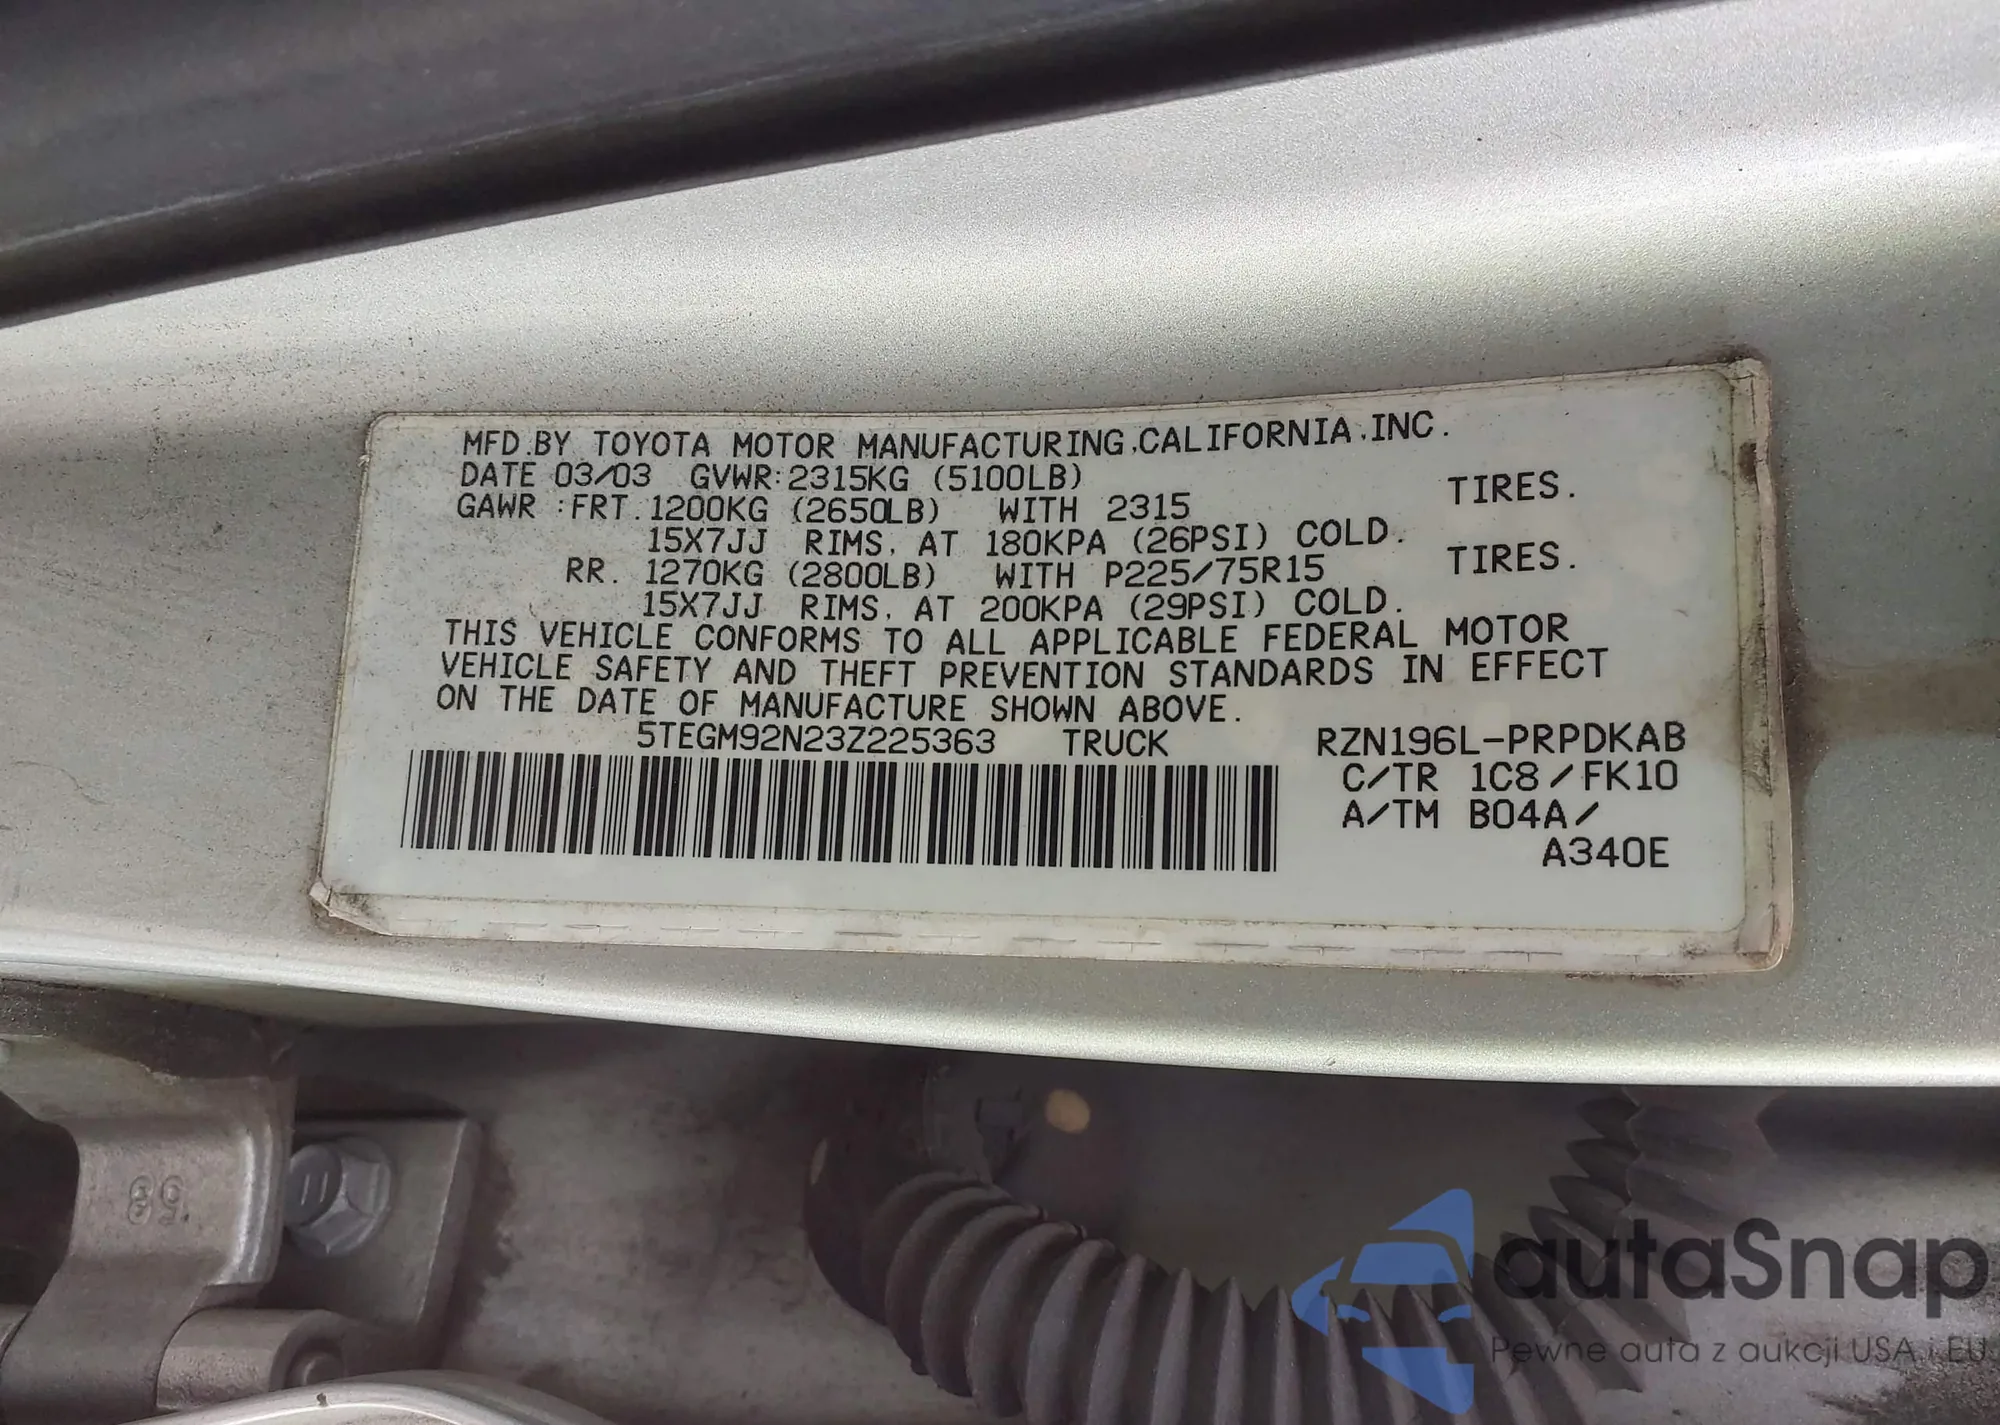 MFD.BY TOYOTA MOTOR MANUFACTURING,CALIFORNIA,INC.
DATE 03/03 GVWR:2315KG (5100LB)
GAWR :FRT.1200KG (2650LB) WITH 2315 TIRES.
15X7JJ RIMS, AT 180KPA (26PSI) COLD.
RR. 1270KG (2800LB) WITH P225/75R15 TIRES.
15X7JJ RIMS, AT 200KPA (29PSI) COLD.
THIS VEHICLE CONFORMS TO ALL APPLICABLE FEDERAL MOTOR
VEHICLE SAFETY AND THEFT PREVENTION STANDARDS IN EFFECT
ON THE DATE OF MANUFACTURE SHOWN ABOVE.
5TEGM92N23Z225363 TRUCK RZN196L-PRPDKAB
C/TR 1C8/FK10
A/TM B04A/
A340E
58
11
autaSnap
Pewne auta z aukcji USA i EU